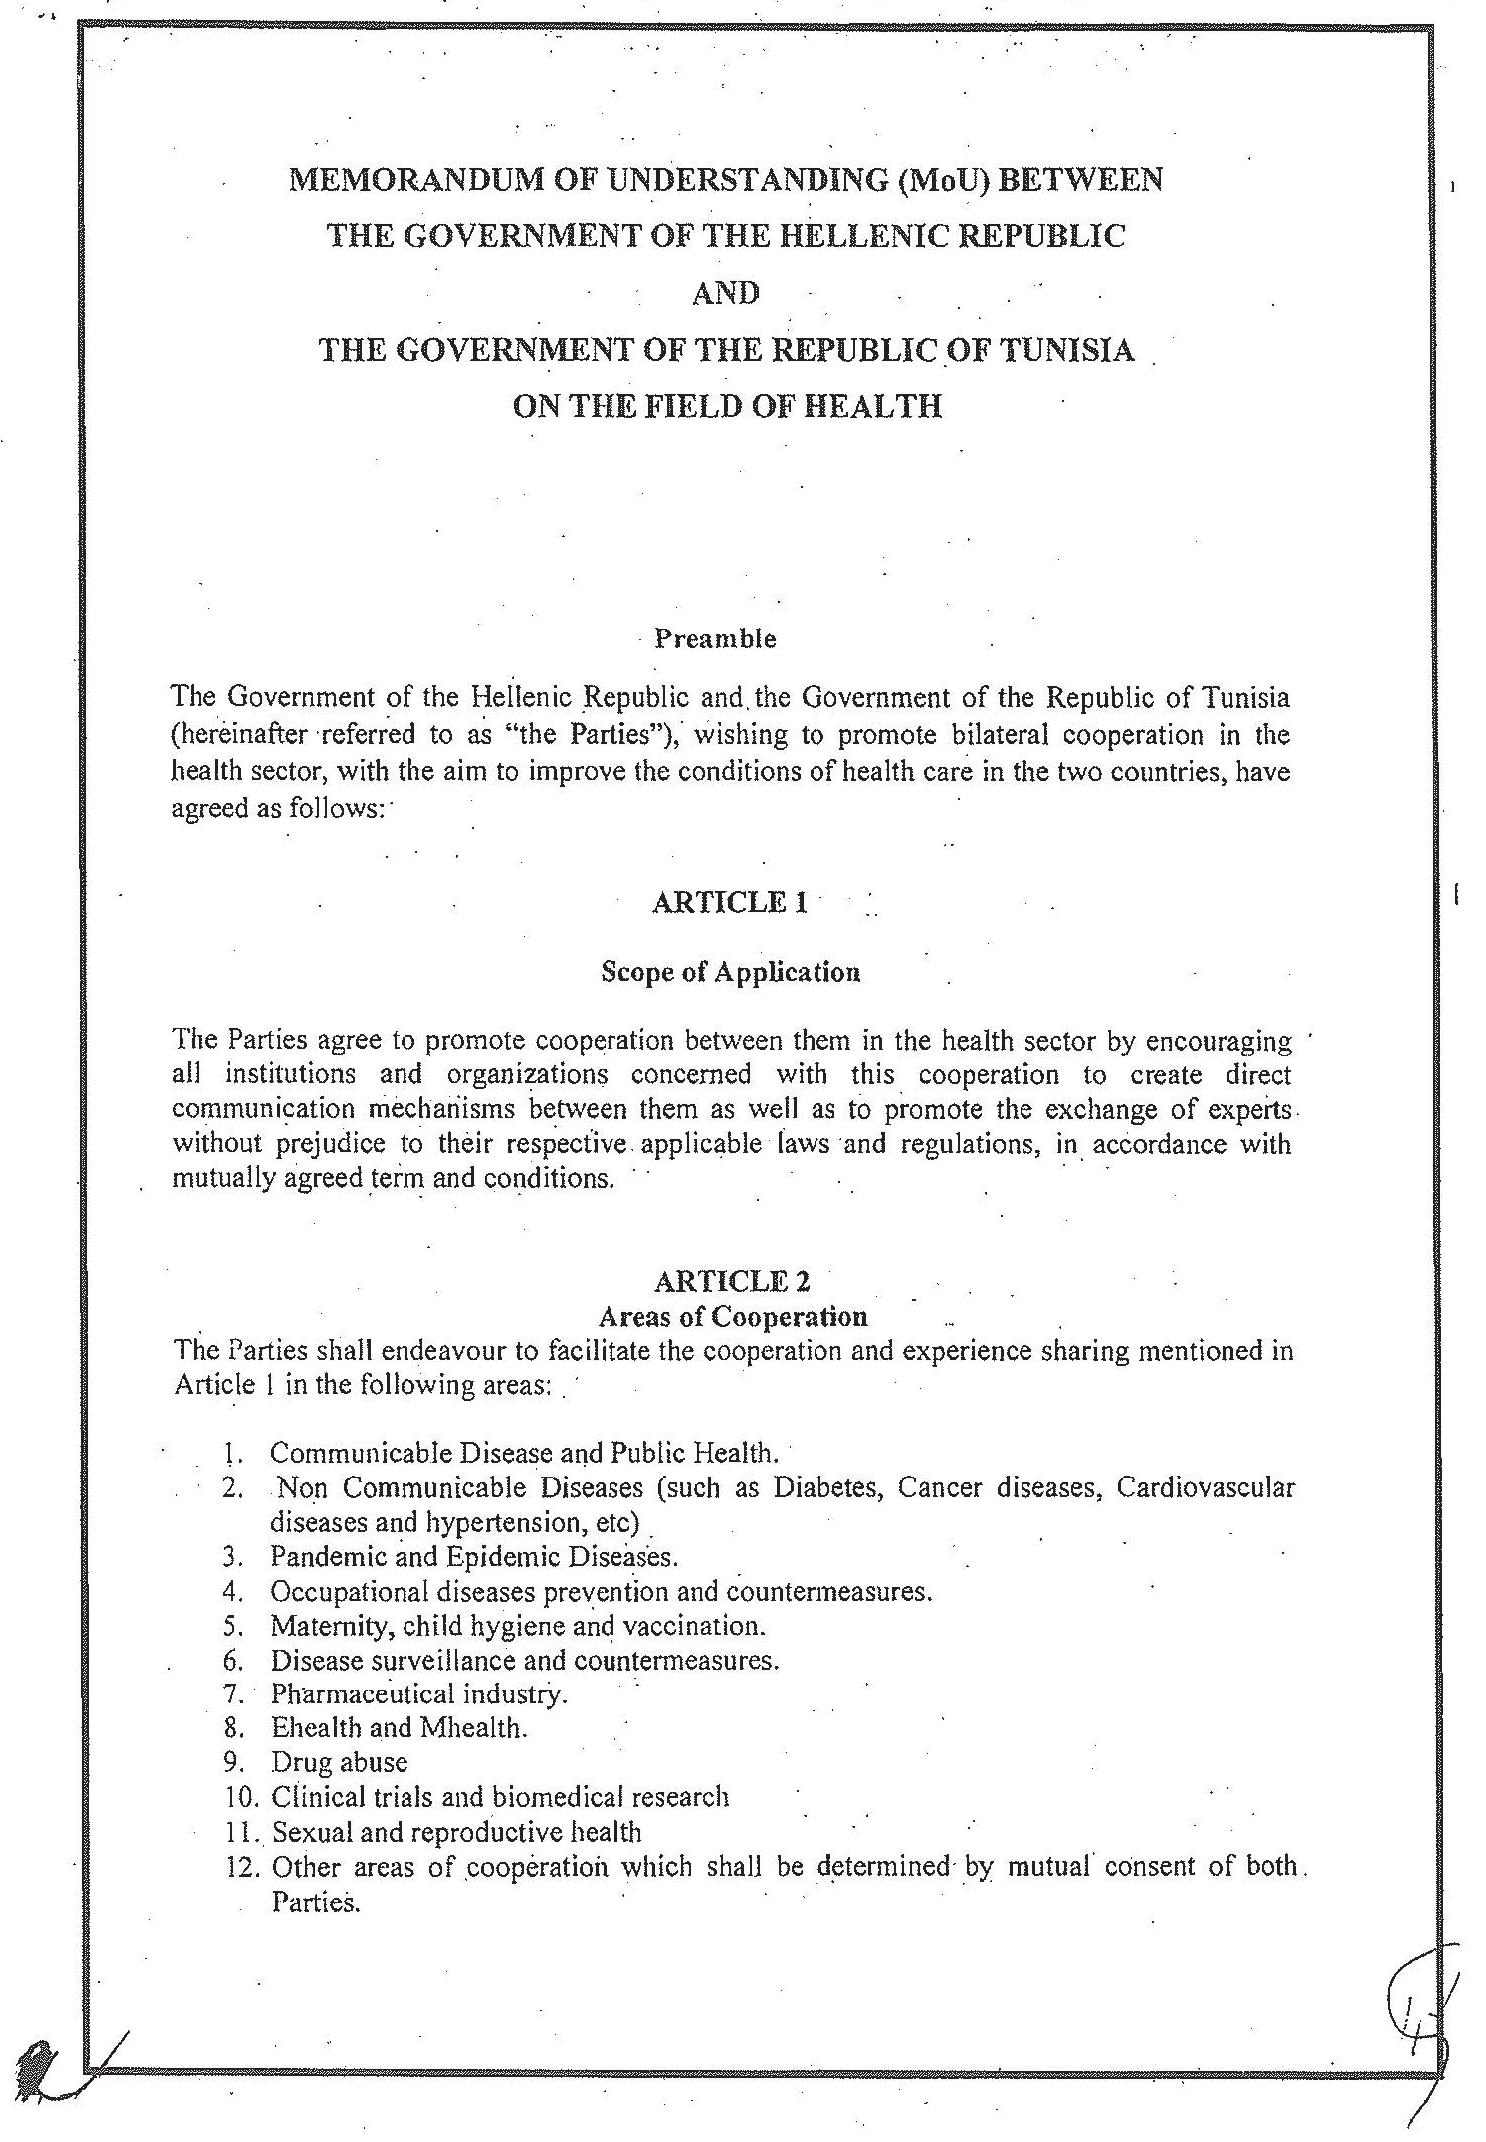 MEMORANDUM OF UNDERSTANDING (MoU) BETWEEN
THE GOVERNMENT OF THE HELLENIC REPUBLIC
AND
THE GOVERNMENT OF THE REPUBLIC OF TUNISIA
ON THE FIELD OF HEALTH
Preamble
The Government of the Hellenic Republic and the Government of the Republic of Tunisia
(hereinafter referred to as “the Parties”), wishing to promote bilateral cooperation in the
health sector, with the aim to improve the conditions of health care in the two countries, have
agreed as follows:
ARTICLE 1
Scope of Application
The Parties agree to promote cooperation between them in the health sector by encouraging
all institutions and organizations concerned with this cooperation to create direct
communication mechanisms between them as well as to promote the exchange of experts
without prejudice to their respective applicable laws and regulations, in accordance with
mutually agreed term and conditions.
ARTICLE 2
Areas of Cooperation
The Parties shall endeavour to facilitate the cooperation and experience sharing mentioned in
Article 1 in the following areas:
1. Communicable Disease and Public Health.
2. Non Communicable Diseases (such as Diabetes, Cancer diseases, Cardiovascular
diseases and hypertension, etc)
3. Pandemic and Epidemic Diseases.
4. Occupational diseases prevention and countermeasures.
5. Maternity, child hygiene and vaccination.
6. Disease surveillance and countermeasures.
7. Pharmaceutical industry.
8. Ehealth and Mhealth.
9. Drug abuse
10. Clinical trials and biomedical research
11. Sexual and reproductive health
12. Other areas of cooperation which shall be determined by mutual consent of both
Parties.